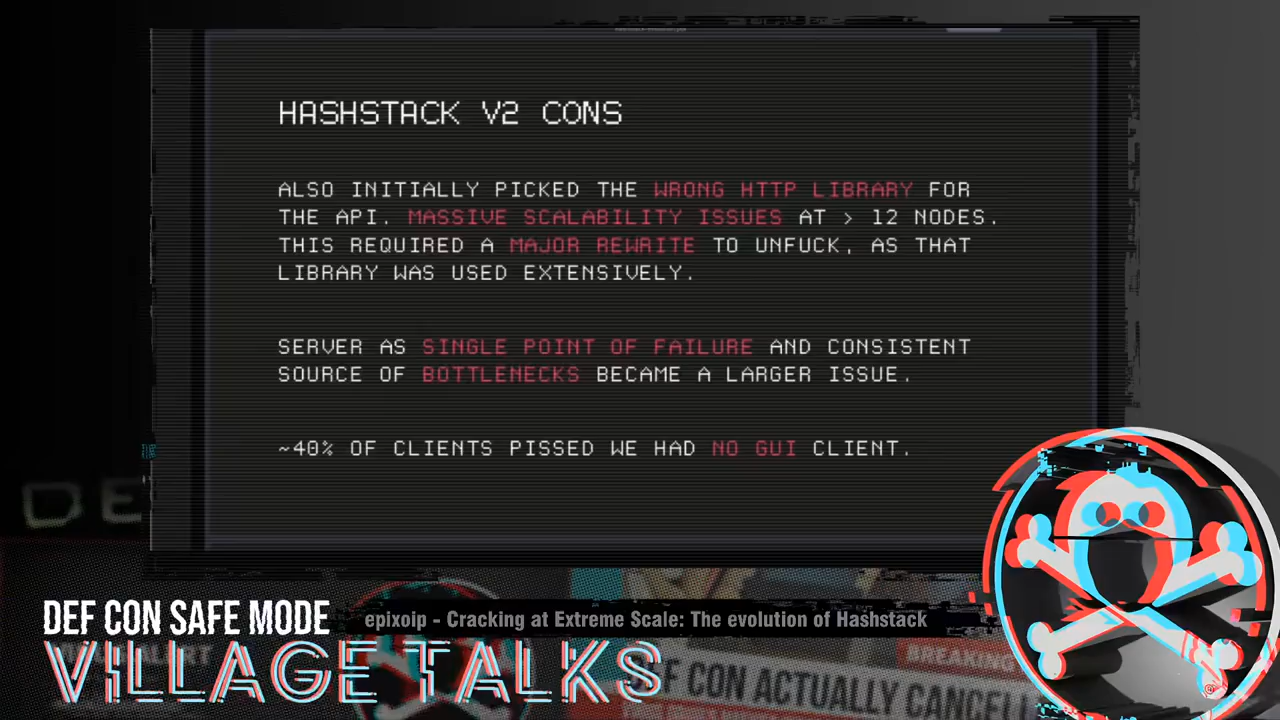 HASHSTACK V2 CONS
ALSO INITIALLY PICKED THE WRONG HTTP LIBRARY FOR
THE API. MASSIVE SCALABILITY ISSUES AT > 12 NODES.
THIS REQUIRED A MAJOR REWRITE TO UNFUCK, AS THAT
LIBRARY WAS USED EXTENSIVELY.
SERVER AS SINGLE POINT OF FAILURE AND CONSISTENT
SOURCE OF BOTTLENECKS BECAME A LARGER ISSUE.
~40% OF CLIENTS PISSED WE HAD NO GUI CLIENT.
DE
DEF CON SAFE MODE
epixoip - Cracking at Extreme Scale: The evolution of Hashstack
VILLAGE TALKS
BREAKING
DEF CON ACTUALLY CANCEL